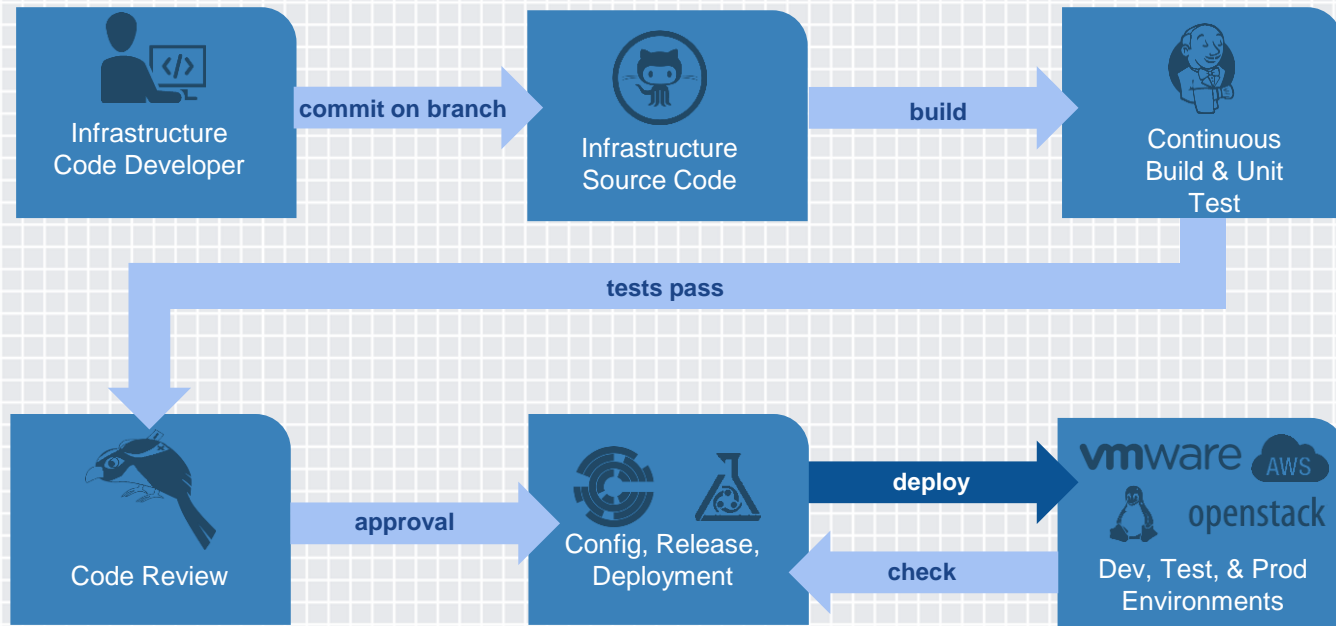 </>
Infrastructure
Code Developer
commit on branch
Infrastructure
Source Code
build
Continuous
Build & Unit
Test
tests pass
Code Review
approval
Config, Release,
Deployment
deploy
check
vmware
AWS
openstack
Dev, Test, & Prod
Environments